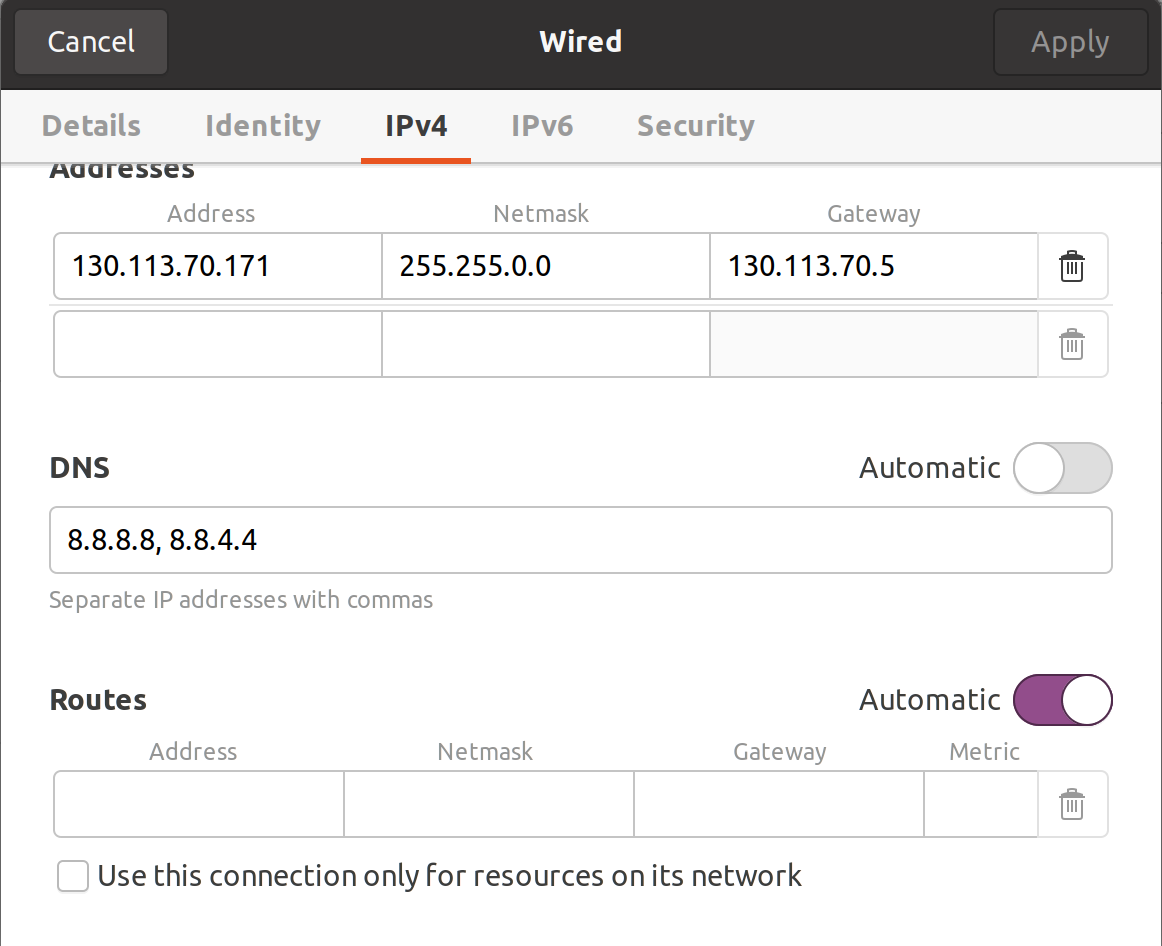 Cancel Wired Apply
Details Identity IPv4 IPv6 Security
Addresses
Address Netmask Gateway
130.113.70.171 255.255.0.0 130.113.70.5
DNS Automatic
8.8.8.8, 8.8.4.4
Separate IP addresses with commas
Routes Automatic
Address Netmask Gateway Metric
Use this connection only for resources on its network